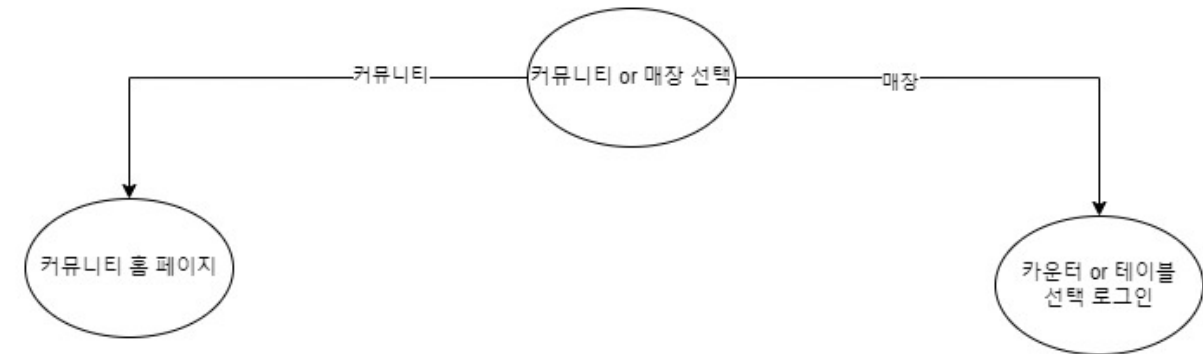 커뮤니티 or 매장 선택
커뮤니티
매장
커뮤니티 홈 페이지
카운터 or 테이블
선택 로그인